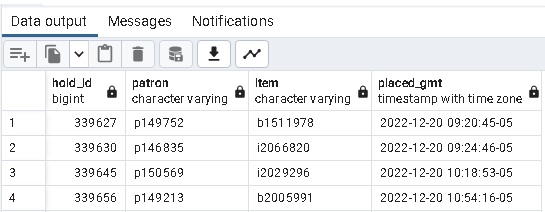 Data output Messages Notifications
hold_id patron item placed_gmt
bigint character varying character varying timestamp with time zone
1 339627 p149752 b1511978 2022-12-20 09:20:45-05
2 339630 p146835 i2066820 2022-12-20 09:24:46-05
3 339645 p150569 i2029296 2022-12-20 10:18:53-05
4 339656 p149213 b2005991 2022-12-20 10:54:16-05